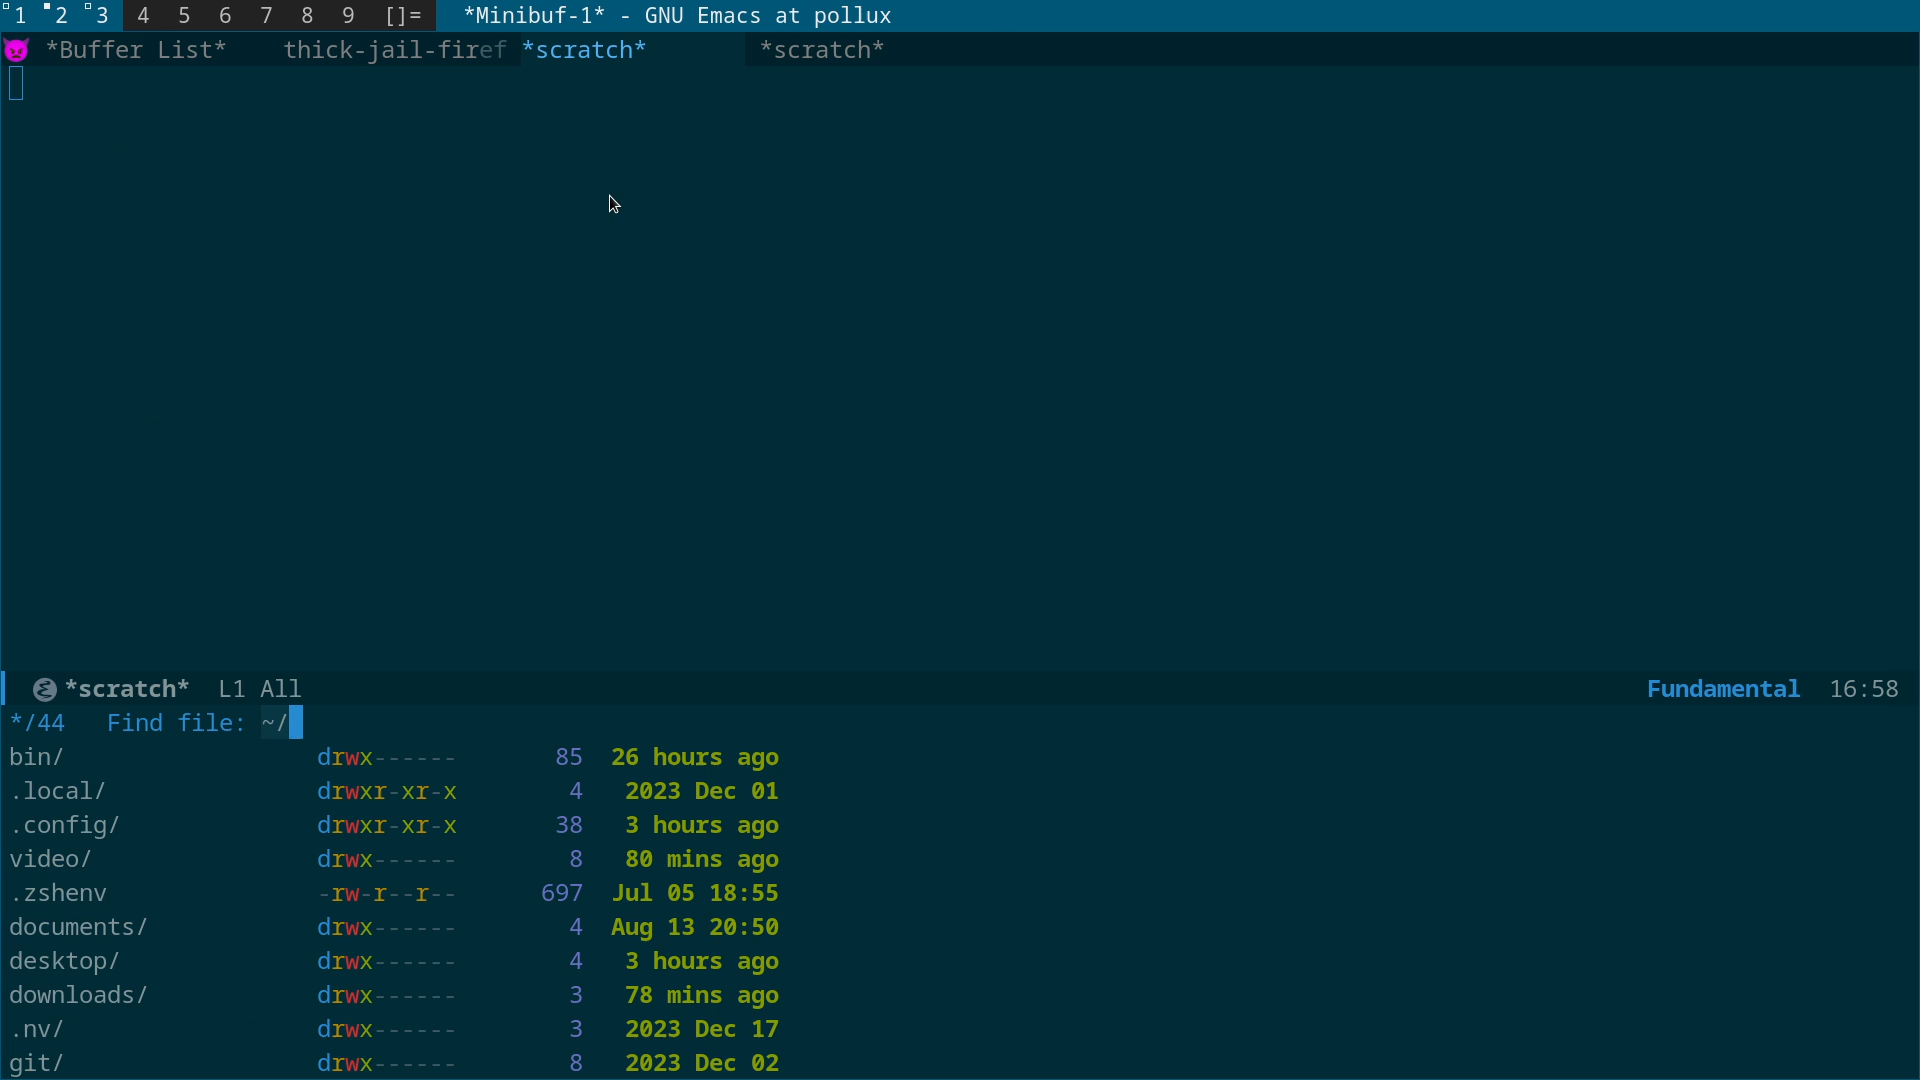 1 2 3 4 5 6 7 8 9 []= *Minibuf-1* - GNU Emacs at pollux
*Buffer List* thick-jail-firef *scratch* *scratch*
*scratch* L1 All Fundamental 16:58
*/44 Find file: ~/
bin/ drwx------ 85 26 hours ago
.local/ drwxr-xr-x 4 2023 Dec 01
.config/ drwxr-xr-x 38 3 hours ago
video/ drwx------ 8 80 mins ago
.zshenv -rw-r--r-- 697 Jul 05 18:55
documents/ drwx------ 4 Aug 13 20:50
desktop/ drwx------ 4 3 hours ago
downloads/ drwx------ 3 78 mins ago
.nv/ drwx------ 3 2023 Dec 17
git/ drwx------ 8 2023 Dec 02